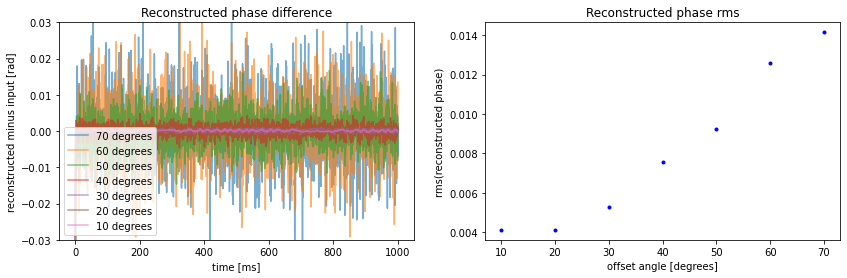 Reconstructed phase difference
reconstructed minus input [rad]
0.03
0.02
0.01
0.00
−0.01
−0.02
−0.03
70 degrees
60 degrees
50 degrees
40 degrees
30 degrees
20 degrees
10 degrees
0 200 400 600 800 1000
time [ms]
Reconstructed phase rms
rms(reconstructed phase)
0.014
0.012
0.010
0.008
0.006
0.004
10 20 30 40 50 60 70
offset angle [degrees]